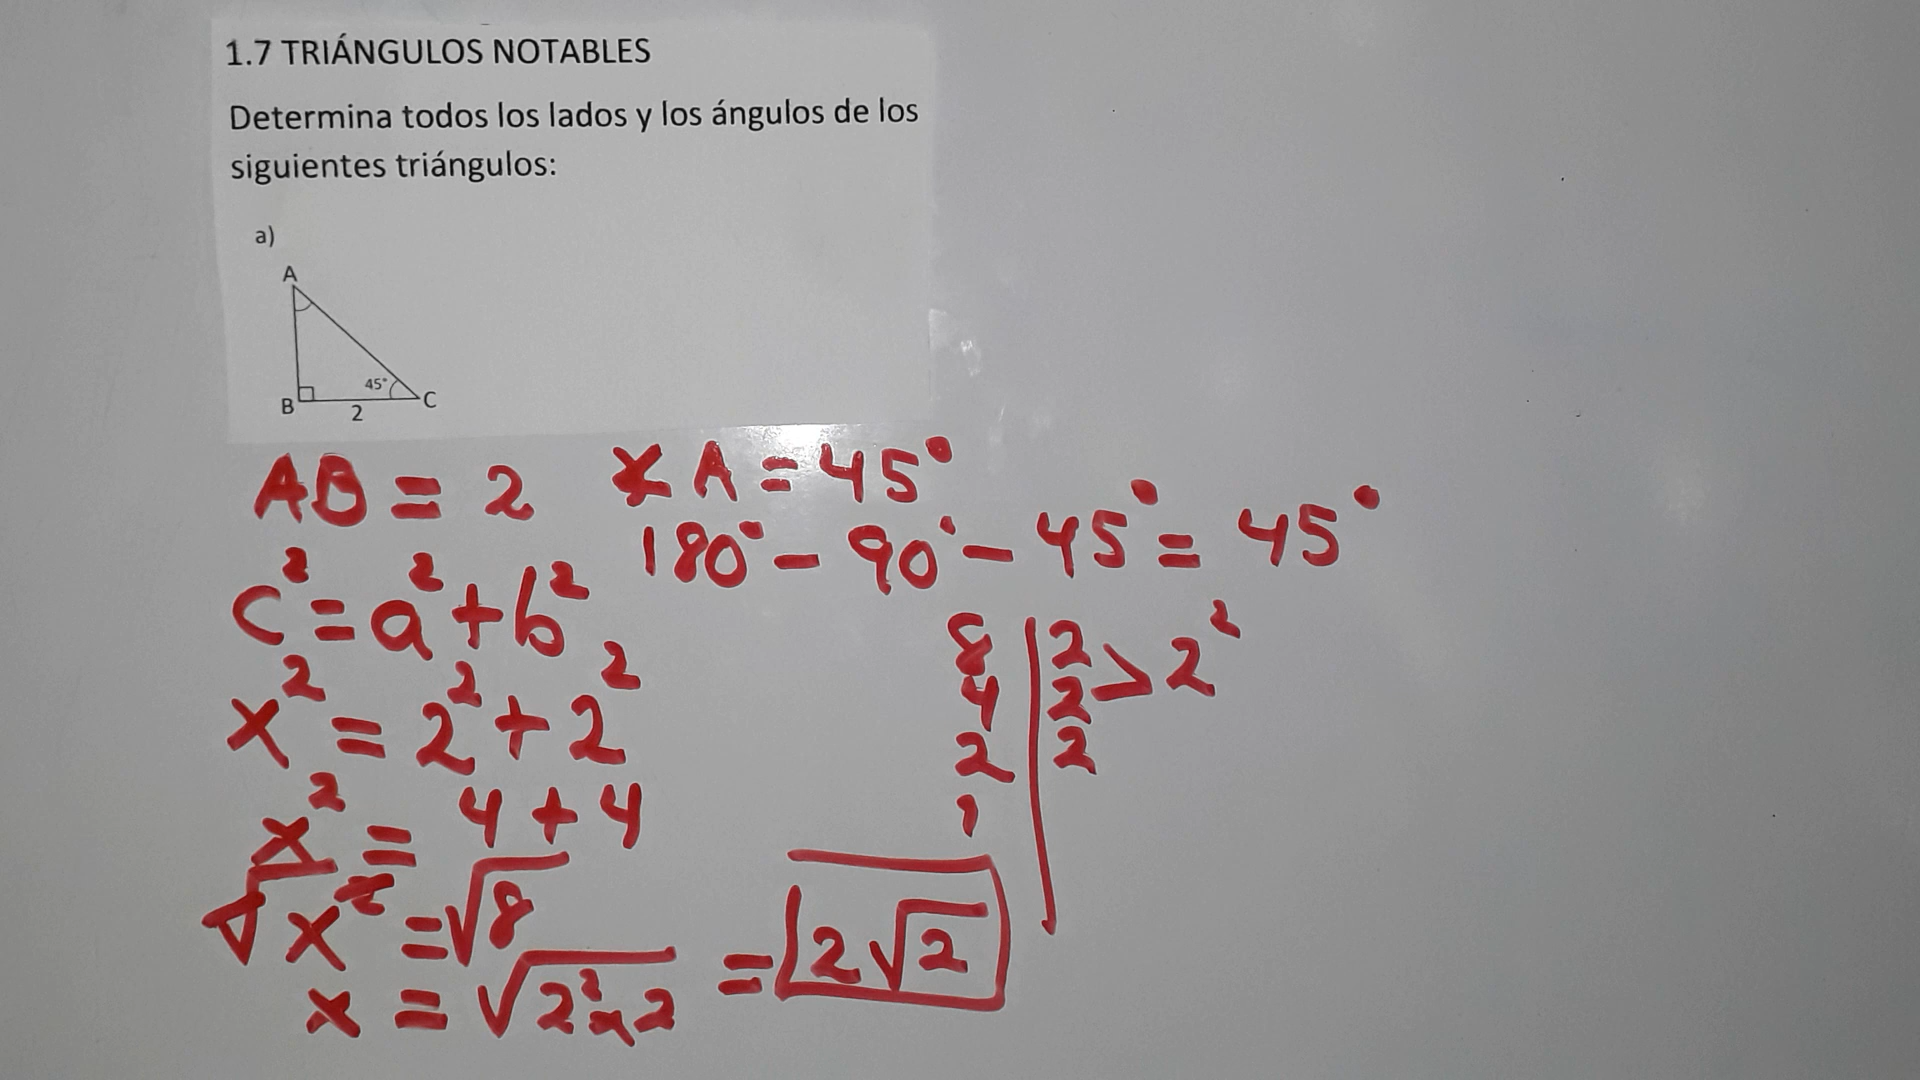 1.7 TRIÁNGULOS NOTABLES
Determina todos los lados y los ángulos de los
siguientes triángulos:
a)
A
45°
B
2
C
AB = 2
∢ A = 45°
180° - 90° - 45° = 45°
c² = a² + b²
x² = 2² + 2²
x² = 4 + 4
√x² = √8
x = √2²x2 = 2√2
8 | 2 > 2²
4 | 2
2 | 2
1